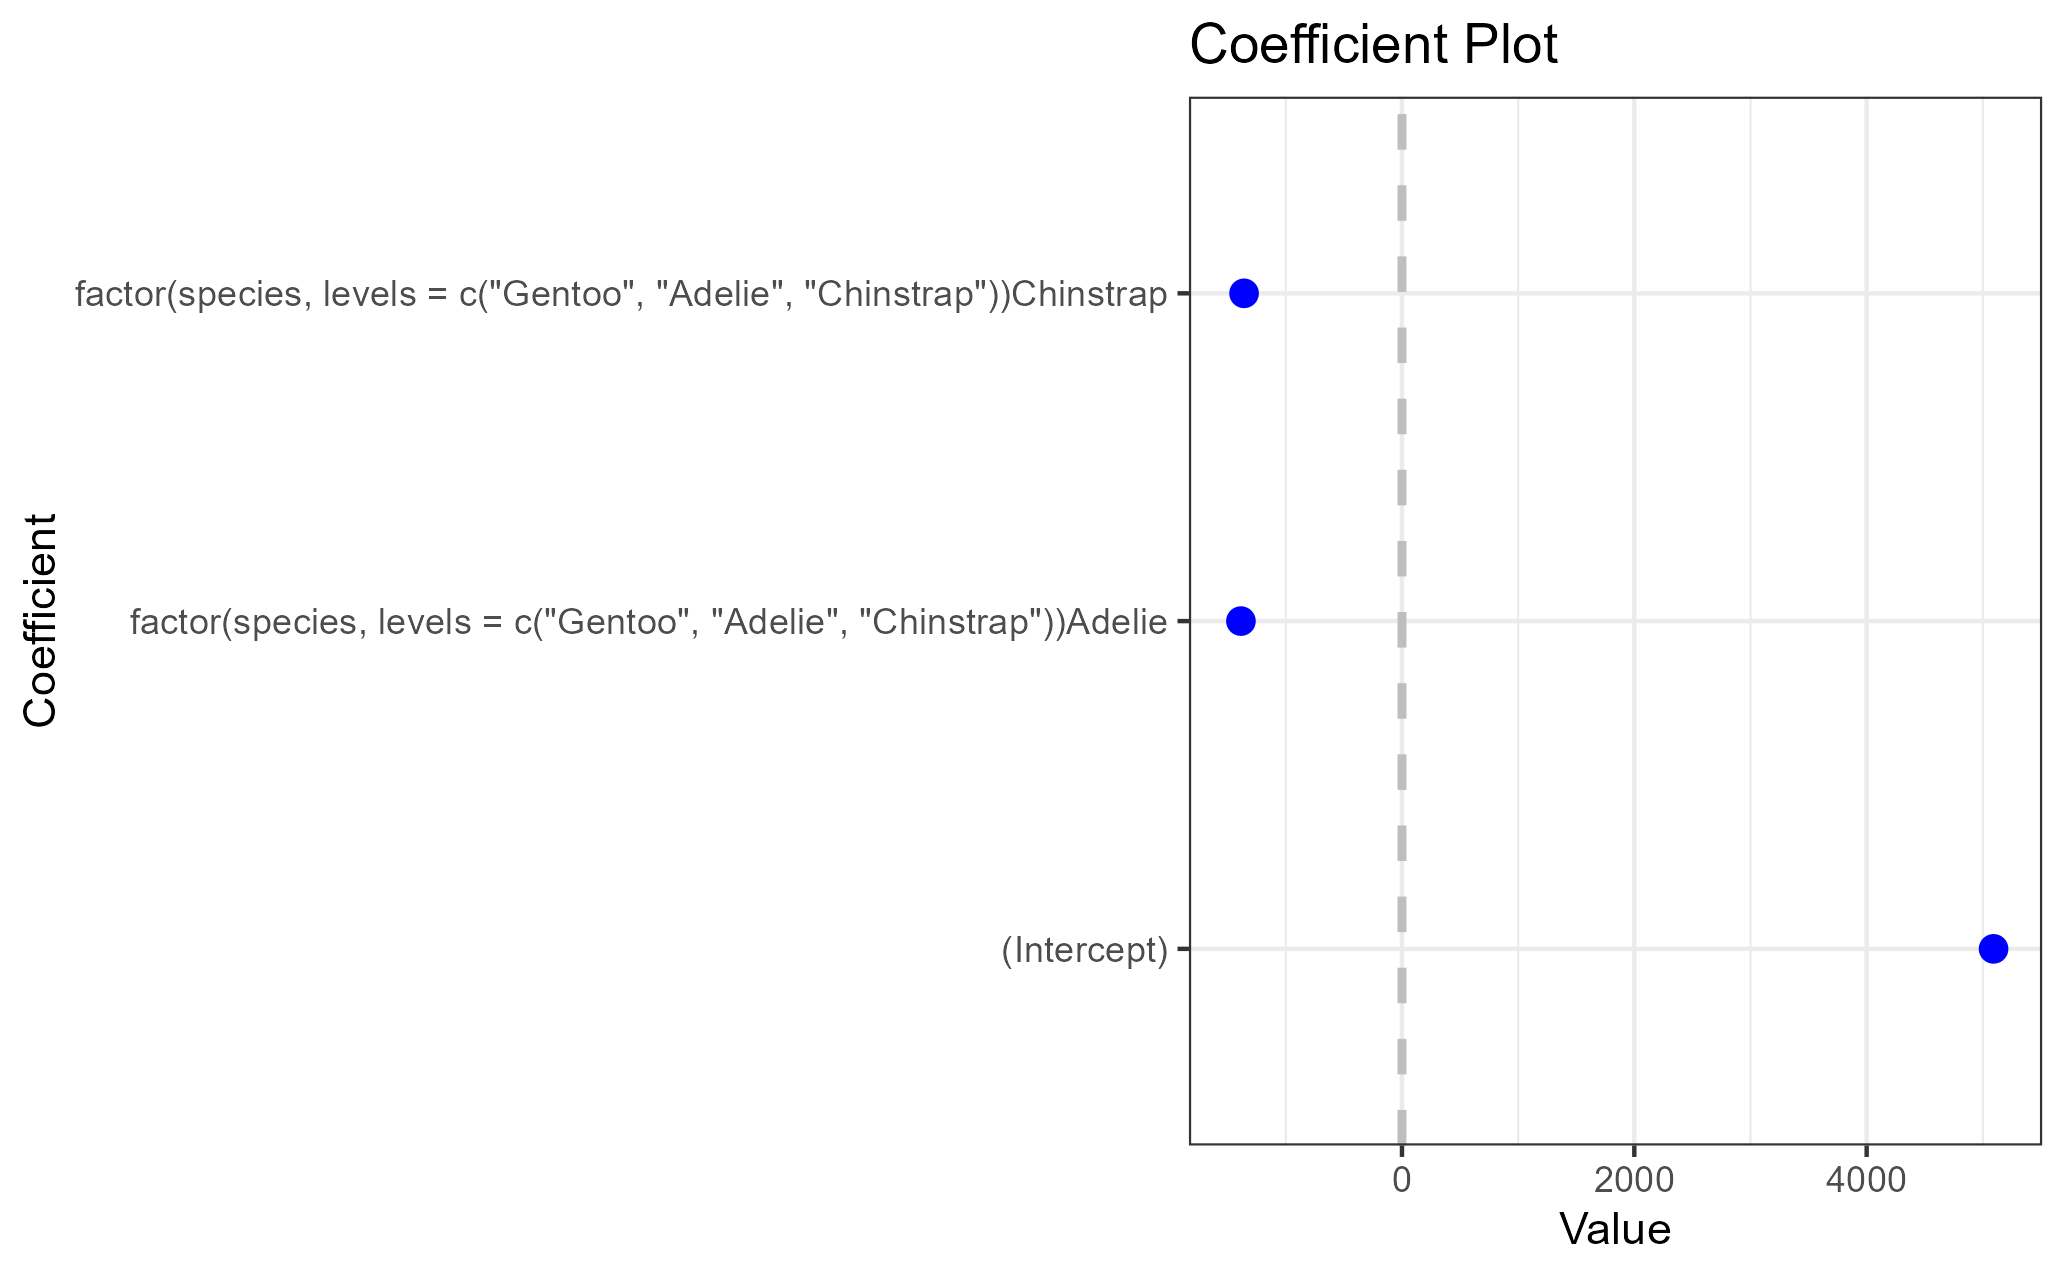 Coefficient Plot
factor(species, levels = c("Gentoo", "Adelie", "Chinstrap"))Chinstrap
factor(species, levels = c("Gentoo", "Adelie", "Chinstrap"))Adelie
(Intercept)
Coefficient
0 2000 4000
Value